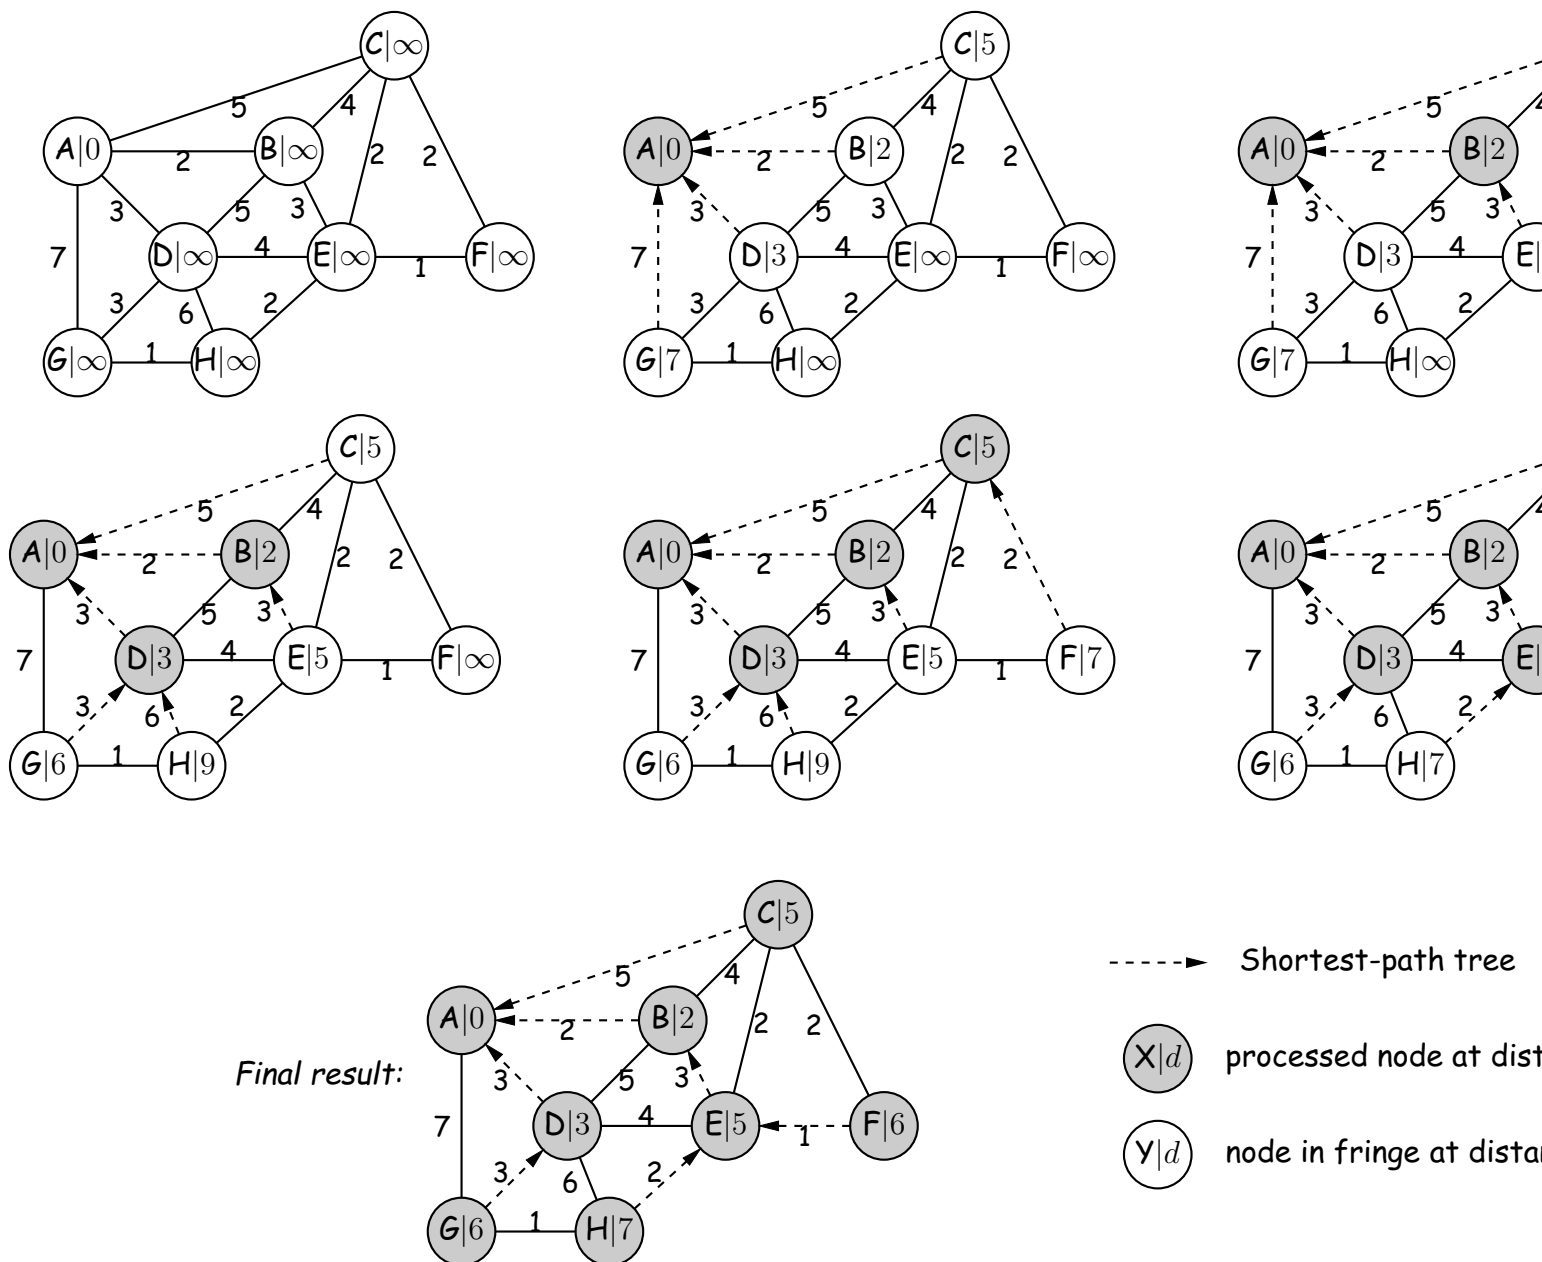 C|∞
5
4
A|0
2
B|∞
2
2
3
5
3
7
D|∞
4
E|∞
1
F|∞
3
6
2
G|∞
1
H|∞
C|5
5
4
A|0
2
B|2
2
2
3
5
3
7
D|3
4
E|∞
1
F|∞
3
6
2
G|7
1
H|∞
5
4
A|0
2
B|2
3
5
3
7
D|3
4
E|
3
6
2
G|7
1
H|∞
C|5
5
4
A|0
2
B|2
2
2
3
5
3
7
D|3
4
E|5
1
F|∞
3
6
2
G|6
1
H|9
C|5
5
4
A|0
2
B|2
2
2
3
5
3
7
D|3
4
E|5
1
F|7
3
6
2
G|6
1
H|9
5
4
A|0
2
B|2
3
5
3
7
D|3
4
E|
3
6
2
G|6
1
H|7
Final result:
C|5
5
4
A|0
2
B|2
2
2
3
5
3
7
D|3
4
E|5
1
F|6
3
6
2
G|6
1
H|7
Shortest-path tree
X|d processed node at dist
Y|d node in fringe at